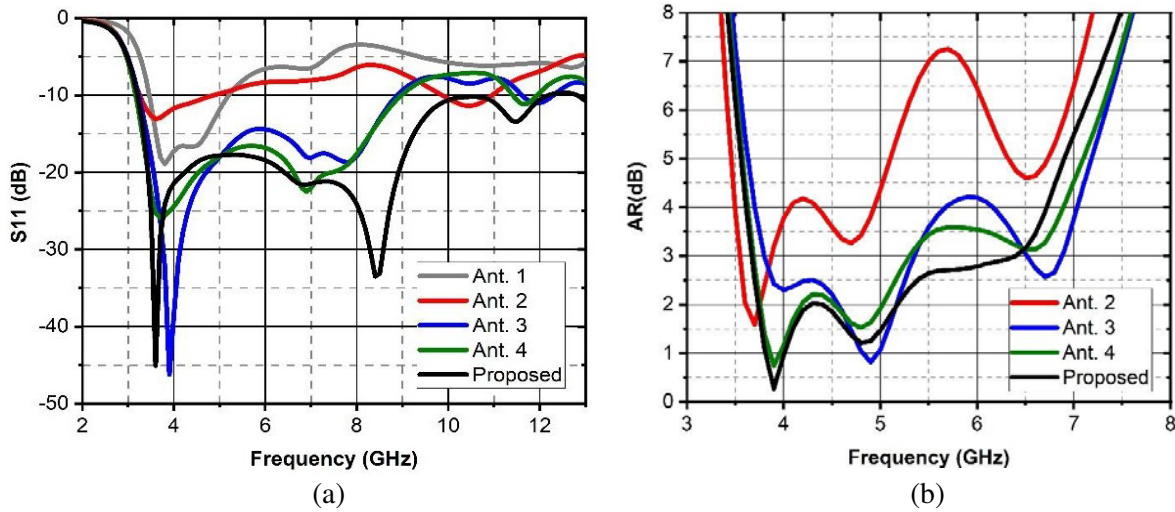 0
-10
-20
-30
-40
-50
S11 (dB)
2 4 6 8 10 12
Frequency (GHz)
Ant. 1
Ant. 2
Ant. 3
Ant. 4
Proposed
(a)
8
7
6
5
4
3
2
1
0
AR(dB)
3 4 5 6 7 8
Frequency (GHz)
Ant. 2
Ant. 3
Ant. 4
Proposed
(b)